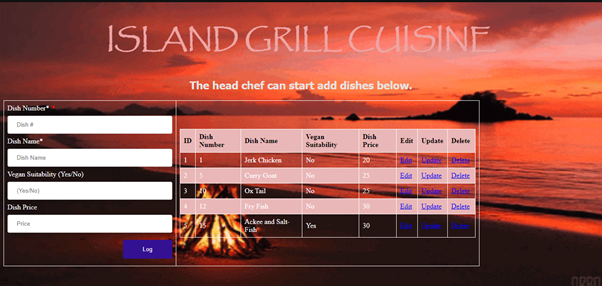 ISLAND GRILL CUISINE
The head chef can start add dishes below.
Dish Number*
Dish #
Dish Name*
Dish Name
Vegan Suitability (Yes/No)
(Yes/No)
Dish Price
Price
Log
ID Dish Number Dish Name Vegan Suitability Dish Price Edit Update Delete
1 1 Jerk Chicken No 20 Edit Update Delete
2 5 Curry Goat No 25 Edit Update Delete
3 10 Ox Tail No 25 Edit Update Delete
4 12 Fry Fish No 30 Edit Update Delete
5 15 Ackee and Salt-Fish Yes 30 Edit Update Delete